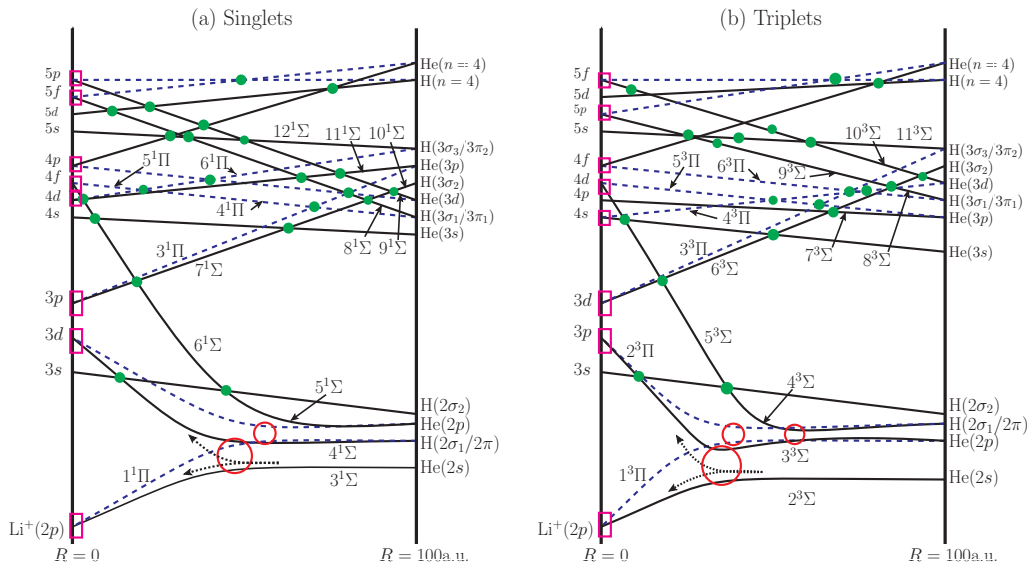 (a) Singlets
5p
5f
5d
5s
4p
4f
4d
4s
3p
3d
3s
Li⁺(2p)
He(n = 4)
H(n = 4)
H(3σ₃/3π₂)
He(3p)
H(3σ₂)
He(3d)
H(3σ₁/3π₁)
He(3s)
H(2σ₂)
He(2p)
H(2σ₁/2π)
He(2s)
12¹Σ
11¹Σ
10¹Σ
5¹Π
6¹Π
4¹Π
8¹Σ
9¹Σ
3¹Π
7¹Σ
6¹Σ
5¹Σ
4¹Σ
1¹Π
3¹Σ
R = 0
R = 100a.u.
(b) Triplets
5f
5d
5p
5s
4f
4d
4s
3d
3p
3s
Li⁺(2p)
He(n = 4)
H(n = 4)
H(3σ₃/3π₂)
H(3σ₂)
He(3d)
H(3σ₁/3π₁)
He(3p)
He(3s)
H(2σ₂)
H(2σ₁/2π)
He(2p)
He(2s)
10³Σ
11³Σ
5³Π
6³Π
9³Σ
4³Π
7³Σ
8³Σ
3³Π
6³Σ
5³Σ
2³Π
4³Σ
3³Σ
1³Π
2³Σ
R = 0
R = 100a.u.